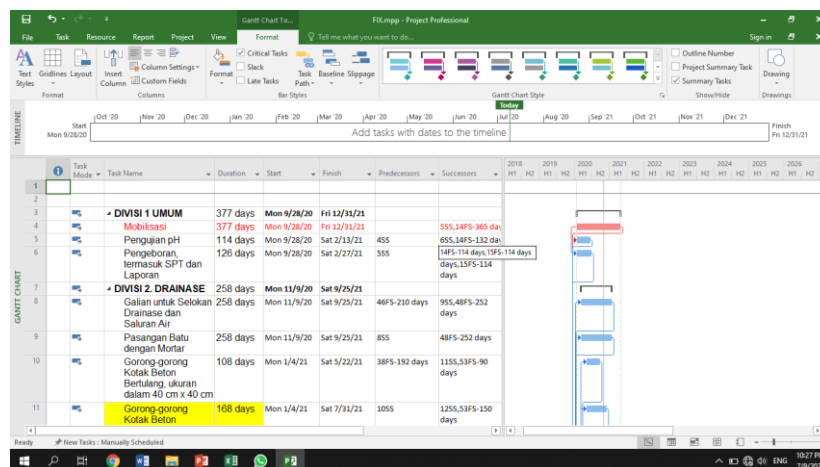 Gantt Chart To...
FIX.mpp - Project Professional
File Task Resource Report Project View Format Tell me what you want to do... Sign in
Text Styles
Gridlines
Layout
Insert Column
Column Settings
Custom Fields
Format
Critical Tasks
Slack
Late Tasks
Task Path
Baseline
Slippage
Outline Number
Project Summary Task
Summary Tasks
Drawing
Format Columns Bar Styles Gantt Chart Style Show/Hide Drawings
Today
TIMELINE
Start
Mon 9/28/20
Oct '20 Nov '20 Dec '20 Jan '20 Feb '20 Mar '20 Apr '20 May '20 Jun '20 Jul '20 Aug '20 Sep '21 Oct '21 Nov '21 Dec '21
Add tasks with dates to the timeline
Finish
Fri 12/31/21
GANTT CHART
Task Mode Task Name Duration Start Finish Predecessors Successors
2018 2019 2020 2021 2022 2023 2024 2025 2026
H1 H2 H1 H2 H1 H2 H1 H2 H1 H2 H1 H2 H1 H2 H1 H2 H1 H2
1
2
3 DIVISI 1 UMUM 377 days Mon 9/28/20 Fri 12/31/21
4 Mobilisasi 377 days Mon 9/28/20 Fri 12/31/21 5SS,14FS-365 day
5 Pengujian pH 114 days Mon 9/28/20 Sat 2/13/21 4SS 6SS,14FS-132 day
6 Pengeboran, termasuk SPT dan Laporan 126 days Mon 9/28/20 Sat 2/27/21 5SS 14FS-114 days,15FS-114 days
days,15FS-114
days
7 DIVISI 2. DRAINASE 258 days Mon 11/9/20 Sat 9/25/21
8 Galian untuk Selokan Drainase dan Saluran Air 258 days Mon 11/9/20 Sat 9/25/21 46FS-210 days 9SS,48FS-252 days
9 Pasangan Batu dengan Mortar 258 days Mon 11/9/20 Sat 9/25/21 8SS 48FS-252 days
10 Gorong-gorong Kotak Beton Bertulang, ukuran dalam 40 cm x 40 cm 108 days Mon 1/4/21 Sat 5/22/21 38FS-192 days 11SS,53FS-90 days
11 Gorong-gorong Kotak Beton 168 days Mon 1/4/21 Sat 7/31/21 10SS 12SS,53FS-150 days
Ready New Tasks : Manually Scheduled
ENG
10:27 PM